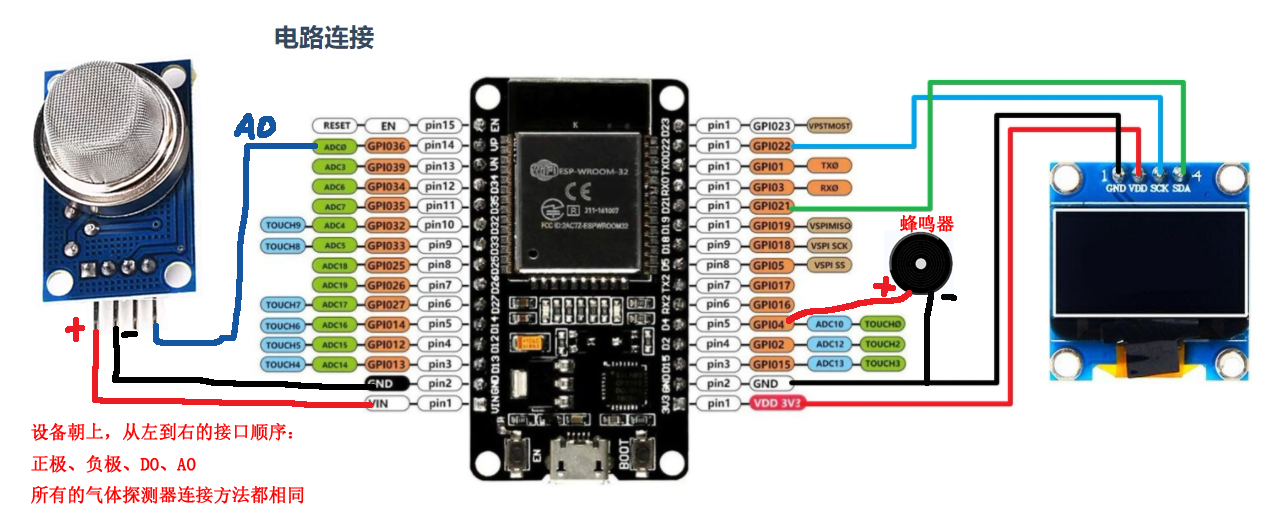 电路连接
AO
RESET EN pin15 EN D23 pin1 GPIO23 VPSTMOST
ADC0 GPIO36 pin14 UP D22 pin1 GPIO22
ADC3 GPIO39 pin13 UN TX0 pin1 GPIO1 TX0
ADC6 GPIO34 pin12 D34 RX0 pin1 GPIO3 RX0
ADC7 GPIO35 pin11 D35 D21 pin1 GPIO21
TOUCH9 ADC4 GPIO32 pin10 D32 D19 pin1 GPIO19 VSPIMISO
TOUCH8 ADC5 GPIO33 pin9 D33 D18 pin9 GPIO18 VSPI SCK
ADC18 GPIO25 pin8 D25 D5 pin8 GPIO5 VSPI SS
ADC19 GPIO26 pin7 D26 TX2 pin7 GPIO17
TOUCH7 ADC17 GPIO27 pin6 D27 RX2 pin6 GPIO16
TOUCH6 ADC16 GPIO14 pin5 D14 D4 pin5 GPIO4 ADC10 TOUCH0
TOUCH5 ADC15 GPIO12 pin4 D12 D2 pin4 GPIO2 ADC12 TOUCH2
TOUCH4 ADC14 GPIO13 pin3 D13 D15 pin3 GPIO15 ADC13 TOUCH3
GND pin2 GND GND pin2 GND
VIN pin1 VIN 3V3 pin1 VDD 3V3
K
WiFi ESP-WROOM-32
CE
R 211-161007
FCC ID:2AC7Z-ESPWROOM32
EN
BOOT
蜂鸣器
+ -
+ -
1 4
GND VDD SCK SDA
设备朝上，从左到右的接口顺序：
正极、负极、DO、AO
所有的气体探测器连接方法都相同